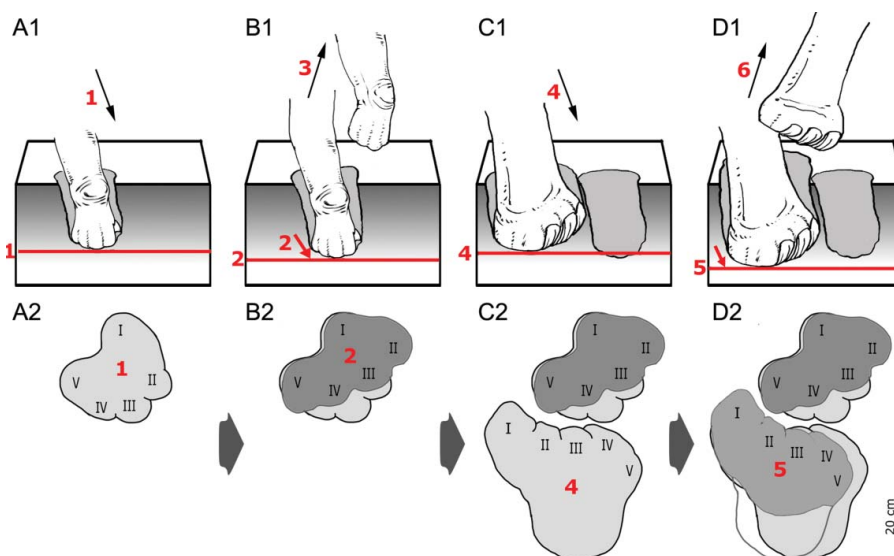 A1 B1 C1 D1
1 3 4 6
1 2 2 4 5
A2 B2 C2 D2
I I I I
1 II 2 II II II
V II V III V III V III
IV III IV IV IV
I II III IV V I II III IV V
4 5
20 cm